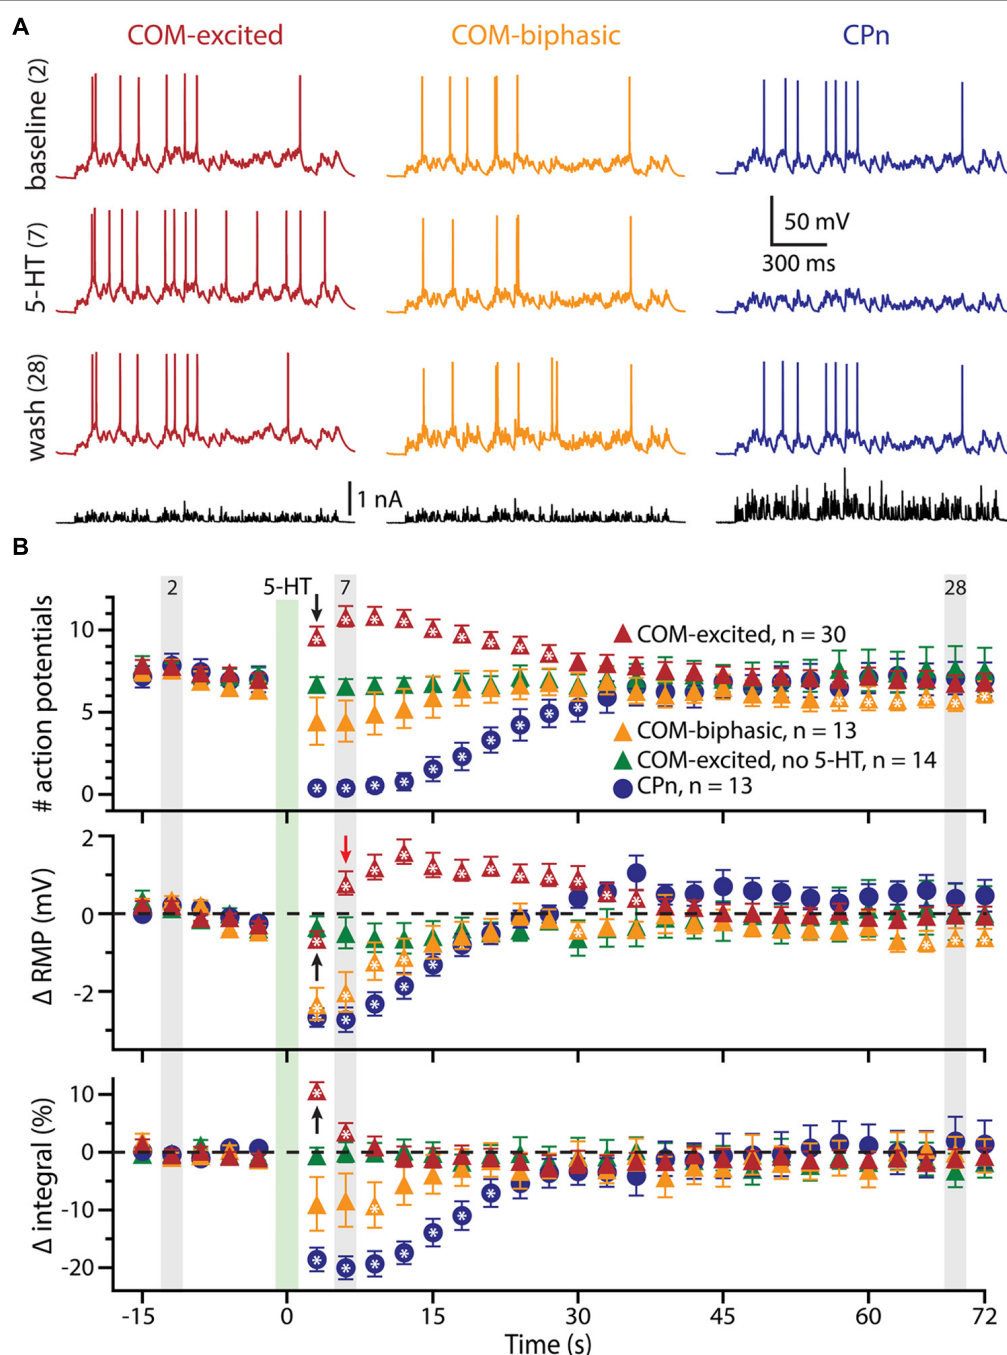 A
COM-excited COM-biphasic CPn
baseline (2)
5-HT (7)
50 mV
300 ms
wash (28)
1 nA
B
2 5-HT 7 28
# action potentials
10
5
0
COM-excited, n = 30
COM-biphasic, n = 13
COM-excited, no 5-HT, n = 14
CPn, n = 13
Δ RMP (mV)
2
0
-2
Δ integral (%)
10
0
-10
-20
-15 0 15 30 45 60 72
Time (s)